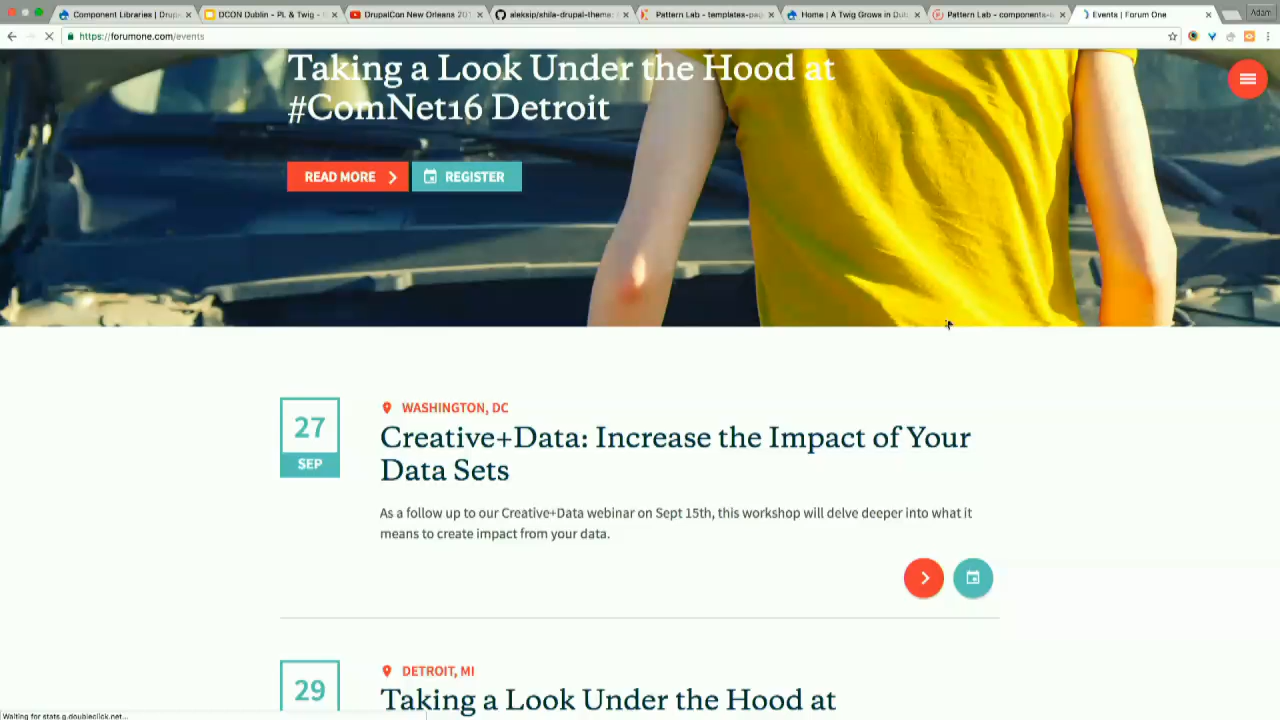 Component Libraries | Drup
DCON Dublin - PL & Twig -
DrupalCon New Orleans 201
aleksip/shila-drupal-theme:
Pattern Lab - templates-pag
Home | A Twig Grows in Dub
Pattern Lab - components-
Events | Forum One
Adam
https://forumone.com/events
Taking a Look Under the Hood at
#ComNet16 Detroit
READ MORE
REGISTER
27
SEP
WASHINGTON, DC
Creative+Data: Increase the Impact of Your
Data Sets
As a follow up to our Creative+Data webinar on Sept 15th, this workshop will delve deeper into what it
means to create impact from your data.
29
DETROIT, MI
Taking a Look Under the Hood at
Waiting for stats.g.doubleclick.net...